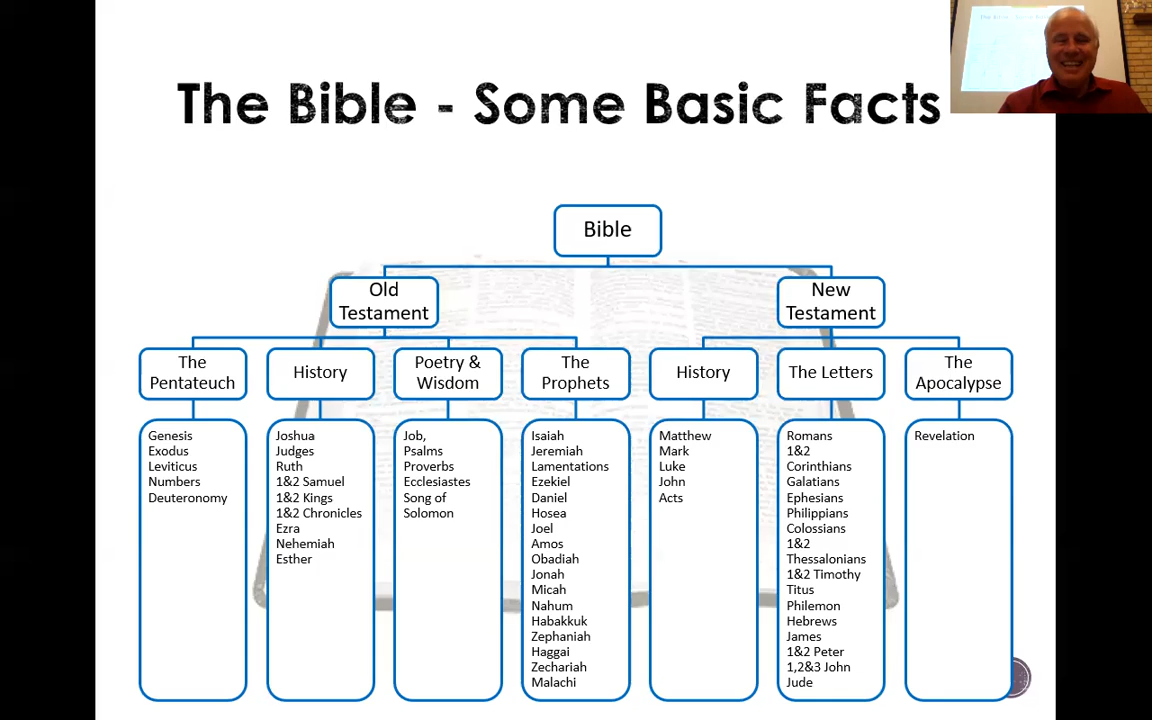 The Bible - Some Basic Facts
Bible
Old
Testament
New
Testament
The
Pentateuch
History
Poetry &
Wisdom
The
Prophets
History
The Letters
The
Apocalypse
Genesis
Exodus
Leviticus
Numbers
Deuteronomy
Joshua
Judges
Ruth
1&2 Samuel
1&2 Kings
1&2 Chronicles
Ezra
Nehemiah
Esther
Job,
Psalms
Proverbs
Ecclesiastes
Song of
Solomon
Isaiah
Jeremiah
Lamentations
Ezekiel
Daniel
Hosea
Joel
Amos
Obadiah
Jonah
Micah
Nahum
Habakkuk
Zephaniah
Haggai
Zechariah
Malachi
Matthew
Mark
Luke
John
Acts
Romans
1&2
Corinthians
Galatians
Ephesians
Philippians
Colossians
1&2
Thessalonians
1&2 Timothy
Titus
Philemon
Hebrews
James
1&2 Peter
1,2&3 John
Jude
Revelation